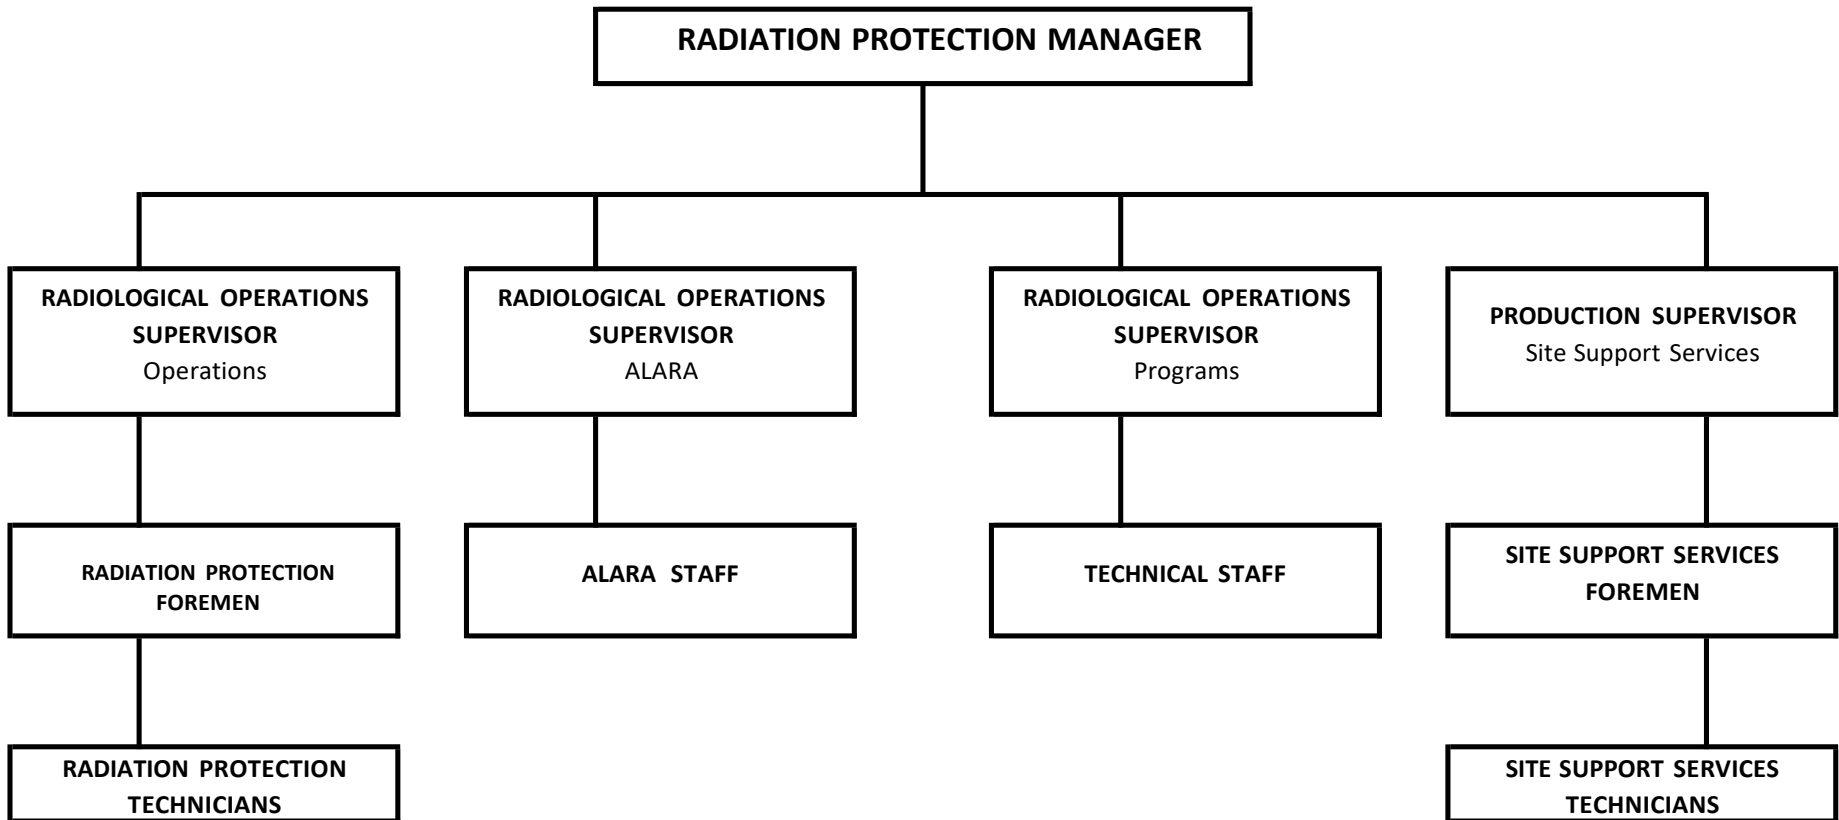 RADIATION PROTECTION MANAGER
RADIOLOGICAL OPERATIONS
SUPERVISOR
Operations
RADIOLOGICAL OPERATIONS
SUPERVISOR
ALARA
RADIOLOGICAL OPERATIONS
SUPERVISOR
Programs
PRODUCTION SUPERVISOR
Site Support Services
RADIATION PROTECTION
FOREMEN
ALARA STAFF
TECHNICAL STAFF
SITE SUPPORT SERVICES
FOREMEN
RADIATION PROTECTION
TECHNICIANS
SITE SUPPORT SERVICES
TECHNICIANS